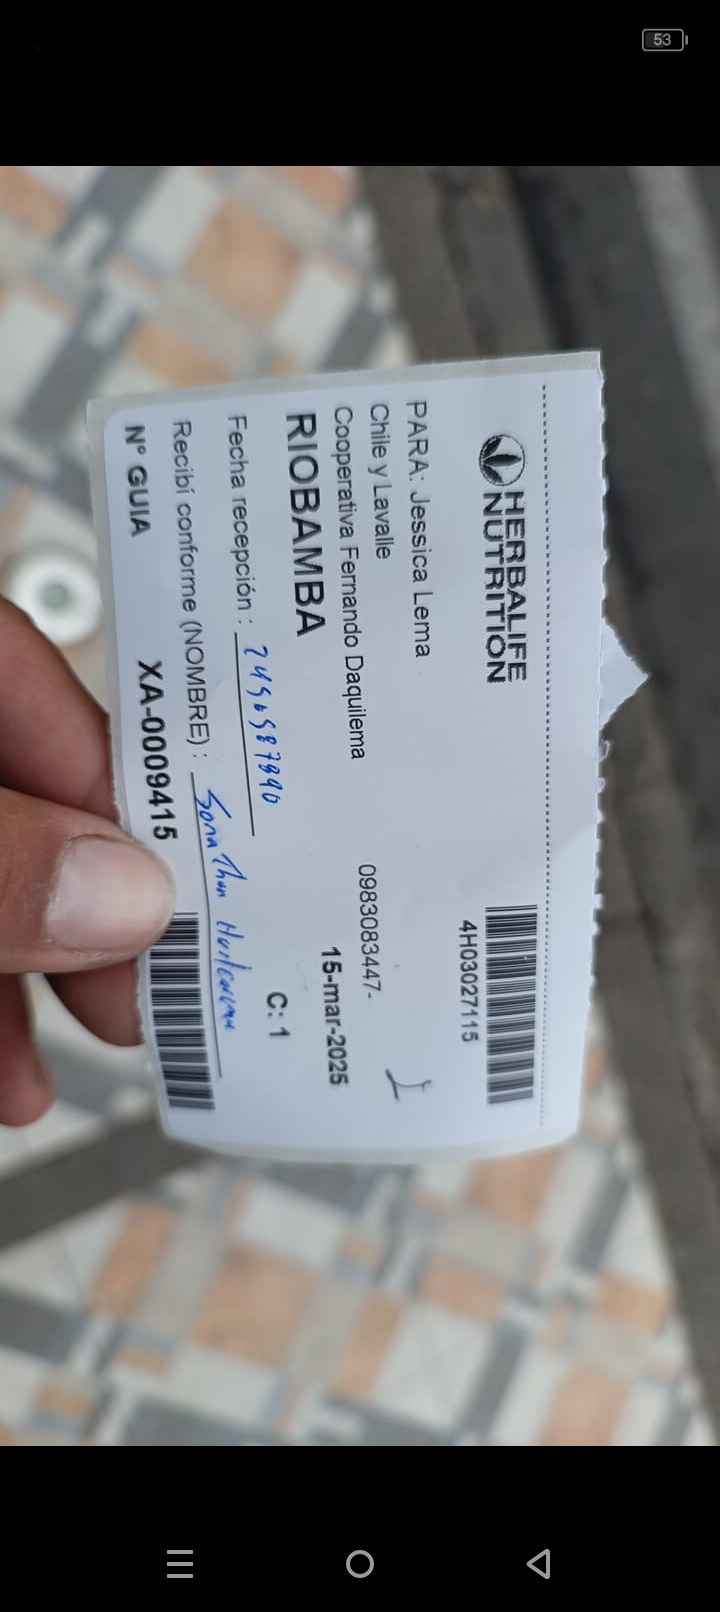 53
HERBALIFE
NUTRITION
4H03027115
PARA: Jessica Lema
Chile y Lavalle
0983083447-
Cooperativa Fernando Daquilema
15-mar-2025
RIOBAMBA
C: 1
Fecha recepción :
Recibí conforme (NOMBRE) :
N° GUIA XA-0009415